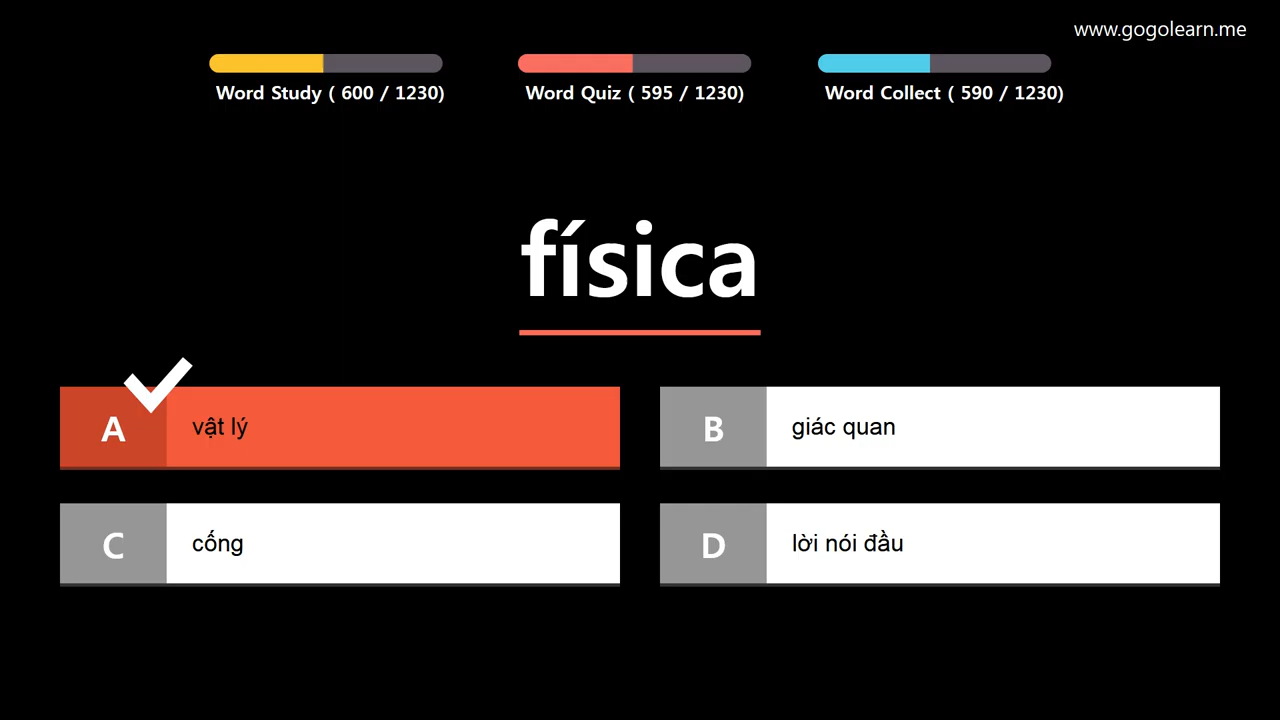 www.gogolearn.me
Word Study ( 600 / 1230)
Word Quiz ( 595 / 1230)
Word Collect ( 590 / 1230)
física
A
vật lý
B
giác quan
C
cống
D
lời nói đầu